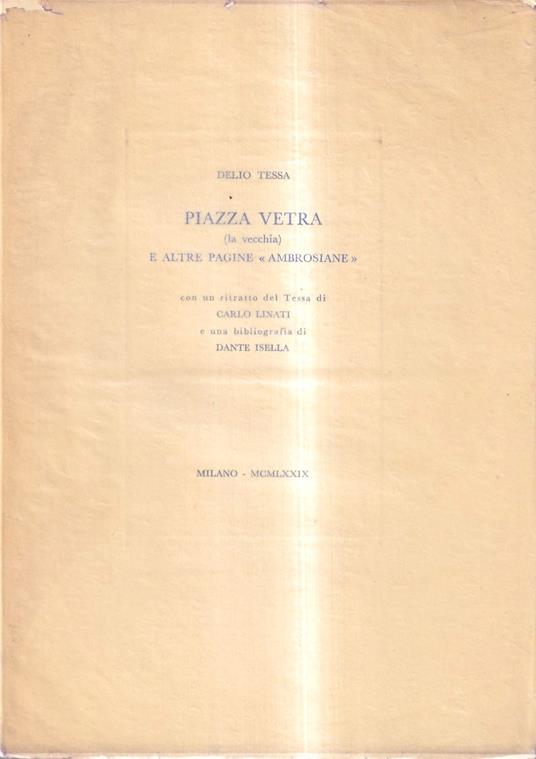 DELIO TESSA
PIAZZA VETRA
(la vecchia)
E ALTRE PAGINE « AMBROSIANE »
con un ritratto del Tessa di
CARLO LINATI
e una bibliografia di
DANTE ISELLA
MILANO - MCMLXXIX